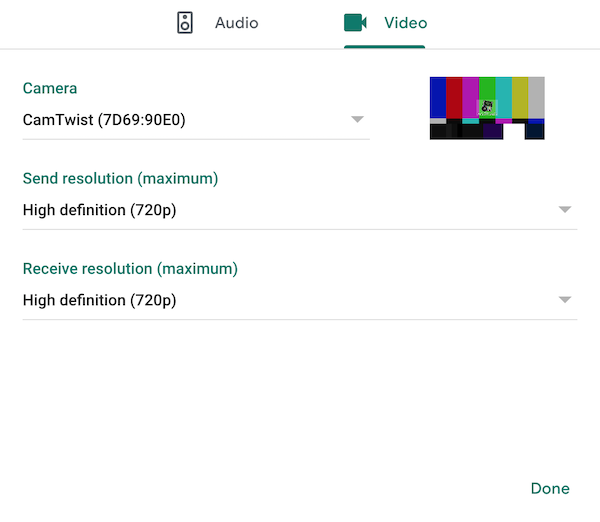 Audio
Video
Camera
CamTwist (7D69:90E0)
Send resolution (maximum)
High definition (720p)
Receive resolution (maximum)
High definition (720p)
Done